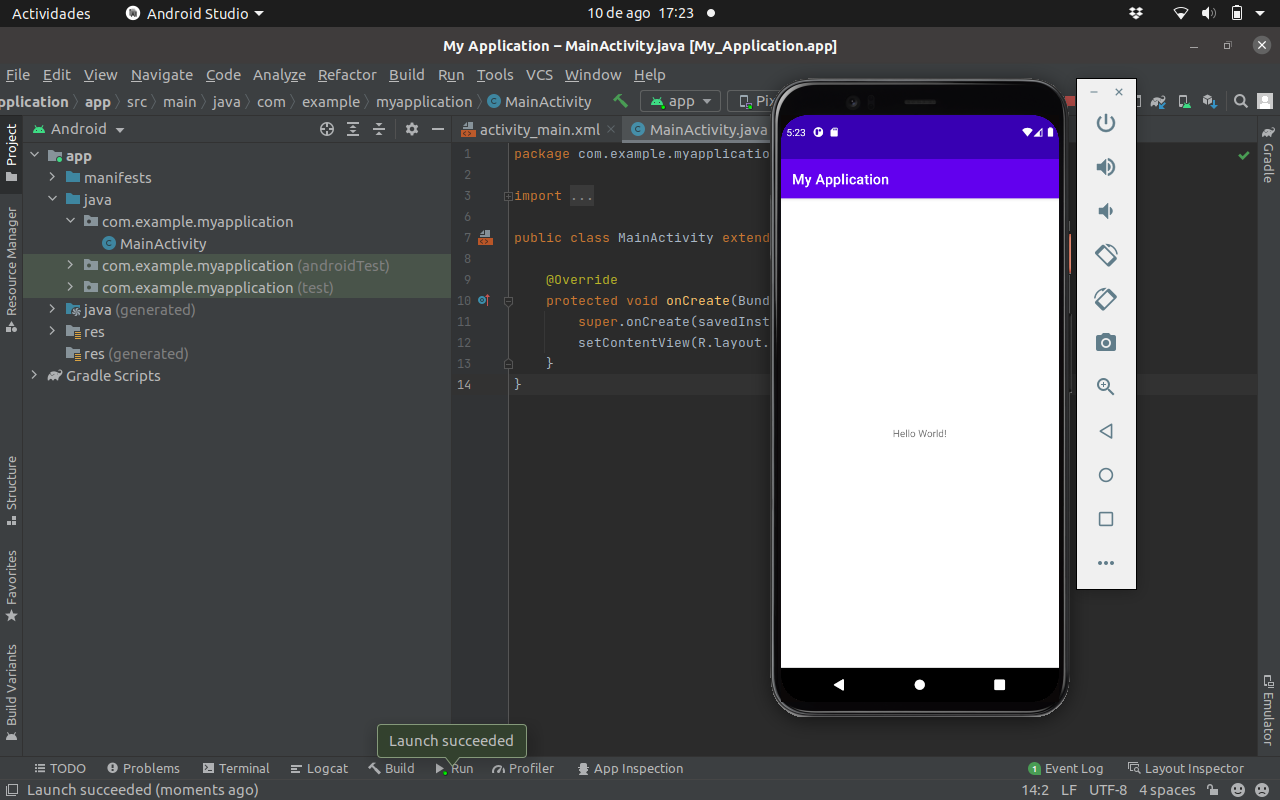 Actividades
Android Studio
10 de ago 17:23
My Application – MainActivity.java [My_Application.app]
File Edit View Navigate Code Analyze Refactor Build Run Tools VCS Window Help
pplication app src main java com example myapplication MainActivity app Pix
Project
Resource Manager
Structure
Favorites
Build Variants
Android
app
manifests
java
com.example.myapplication
MainActivity
com.example.myapplication (androidTest)
com.example.myapplication (test)
java (generated)
res
res (generated)
Gradle Scripts
activity_main.xml MainActivity.java
1 package com.example.myapplication
2
3 import ...
6
7 public class MainActivity extend
8
9 @Override
10 protected void onCreate(Bund
11 super.onCreate(savedInst
12 setContentView(R.layout.
13 }
14 }
5:23
My Application
Hello World!
Gradle
Emulator
Launch succeeded
TODO Problems Terminal Logcat Build Run Profiler App Inspection 1 Event Log Layout Inspector
Launch succeeded (moments ago) 14:2 LF UTF-8 4 spaces